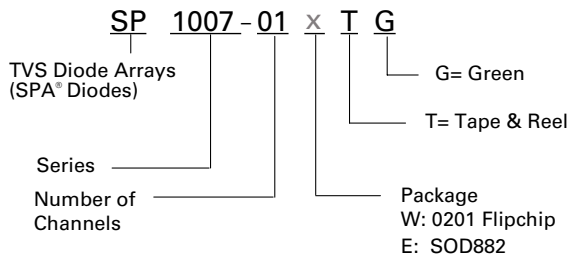 SP 1007-01 x T G
TVS Diode Arrays
(SPA® Diodes)
G= Green
T= Tape & Reel
Series
Number of
Channels
Package
W: 0201 Flipchip
E: SOD882